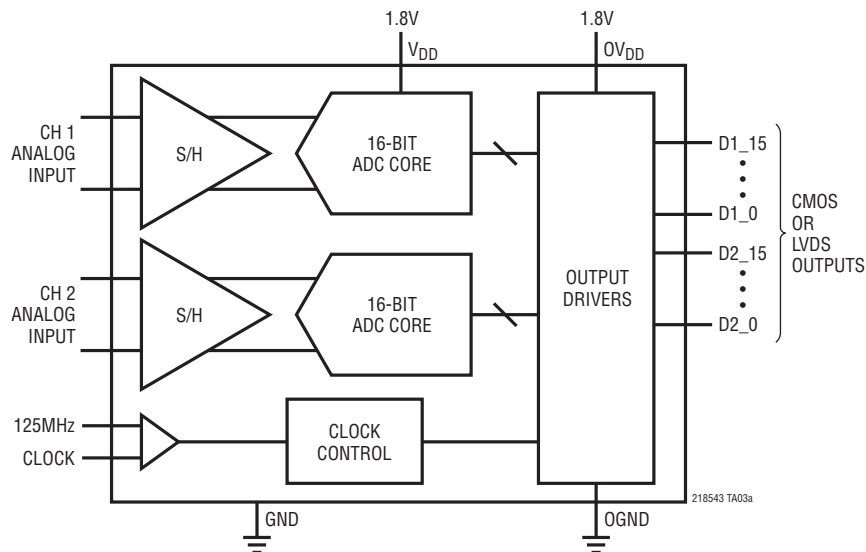 1.8V
1.8V
VDD
OVDD
CH 1
ANALOG
INPUT
S/H
16-BIT
ADC CORE
D1_15
D1_0
CH 2
ANALOG
INPUT
S/H
16-BIT
ADC CORE
OUTPUT
DRIVERS
D2_15
D2_0
CMOS
OR
LVDS
OUTPUTS
125MHz
CLOCK
CLOCK
CONTROL
GND
OGND
218543 TA03a